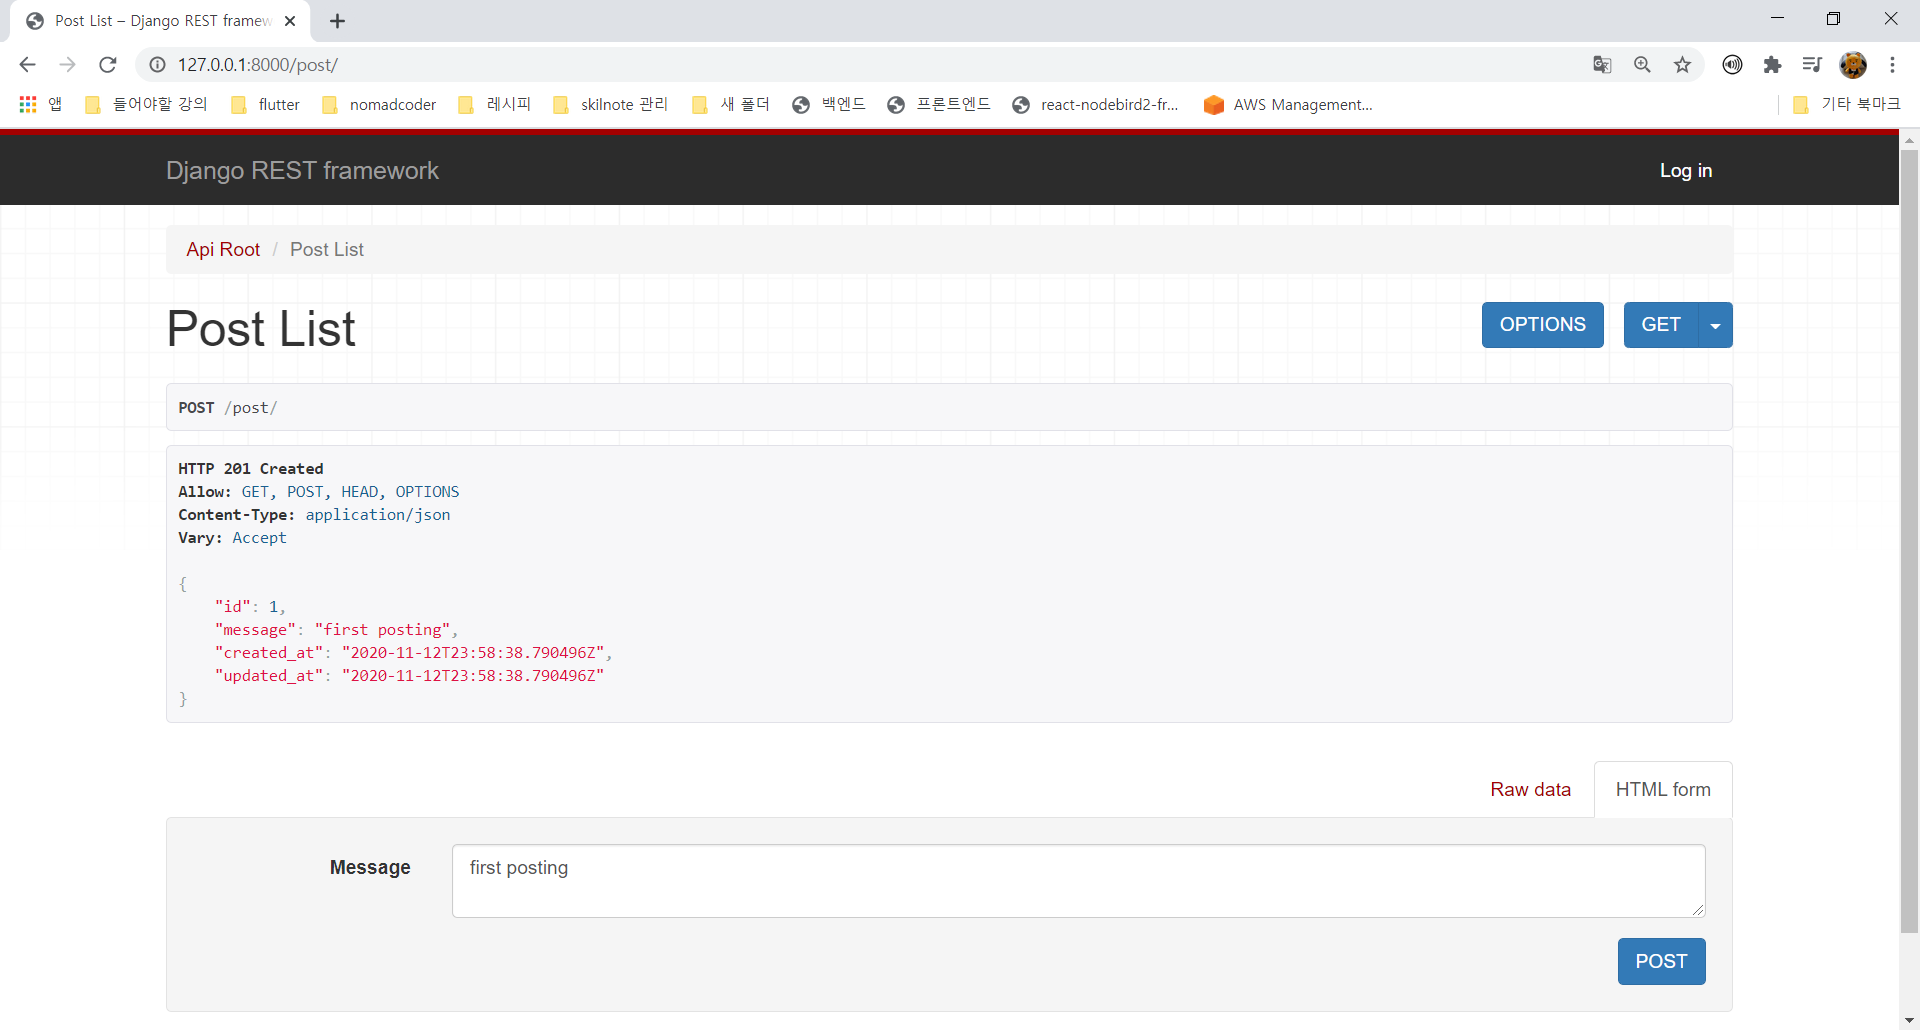 Post List – Django REST framew
127.0.0.1:8000/post/
앱 들어야할 강의 flutter nomadcoder 레시피 skilnote 관리 새 폴더 백엔드 프론트엔드 react-nodebird2-fr... AWS Management... 기타 북마크
Django REST framework Log in
Api Root / Post List
Post List OPTIONS GET
POST /post/
HTTP 201 Created
Allow: GET, POST, HEAD, OPTIONS
Content-Type: application/json
Vary: Accept
{
"id": 1,
"message": "first posting",
"created_at": "2020-11-12T23:58:38.790496Z",
"updated_at": "2020-11-12T23:58:38.790496Z"
}
Raw data HTML form
Message first posting
POST